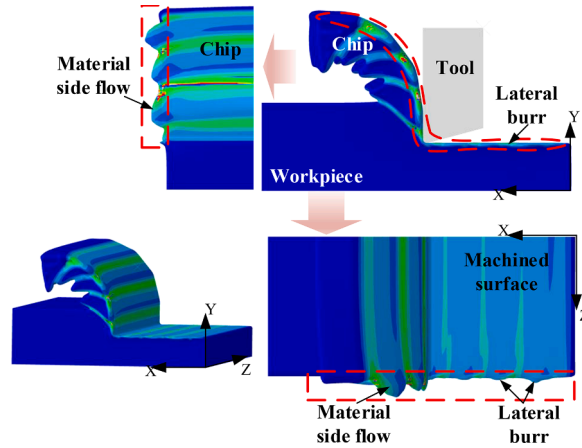 Chip
Material
side flow
Chip
Tool
Lateral
burr
Y
Workpiece
X
Y
X
Z
X
Machined
surface
Z
Material
side flow
Lateral
burr